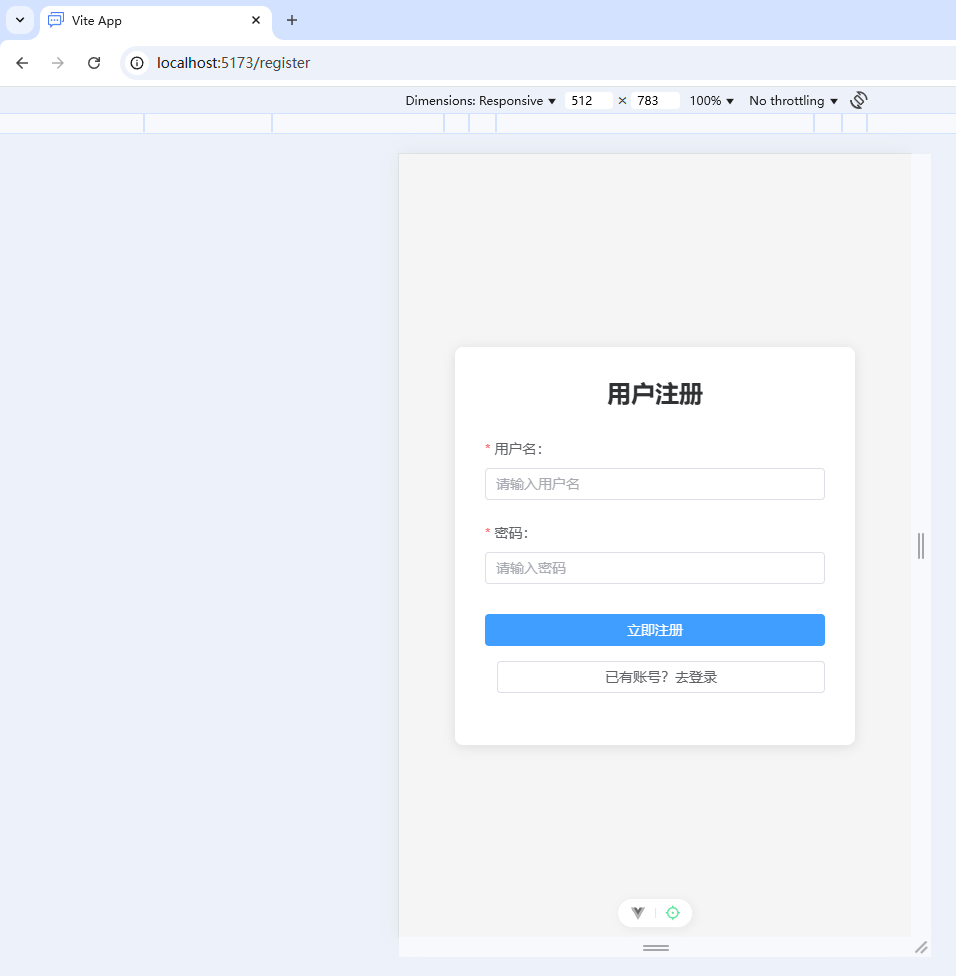 Vite App
localhost:5173/register
Dimensions: Responsive 512 × 783 100% No throttling
用户注册
* 用户名：
请输入用户名
* 密码：
请输入密码
立即注册
已有账号？去登录